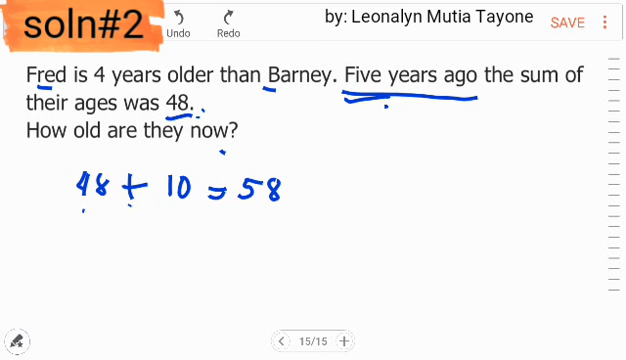 soln#2
Undo
Redo
by: Leonalyn Mutia Tayone
SAVE
Fred is 4 years older than Barney. Five years ago the sum of
their ages was 48.
How old are they now?
48 + 10 = 58
15/15